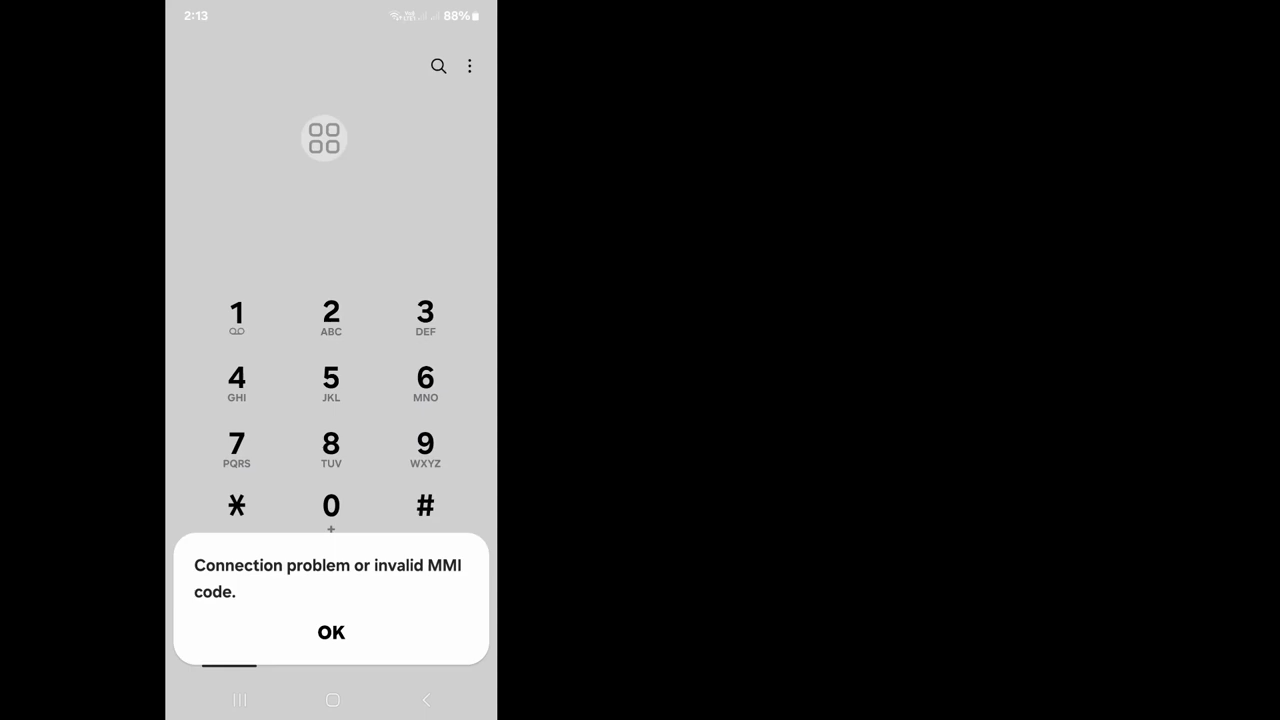 2:13 88%
1 2 3
ABC DEF
4 5 6
GHI JKL MNO
7 8 9
PQRS TUV WXYZ
* 0 #
+
Connection problem or invalid MMI
code.
OK